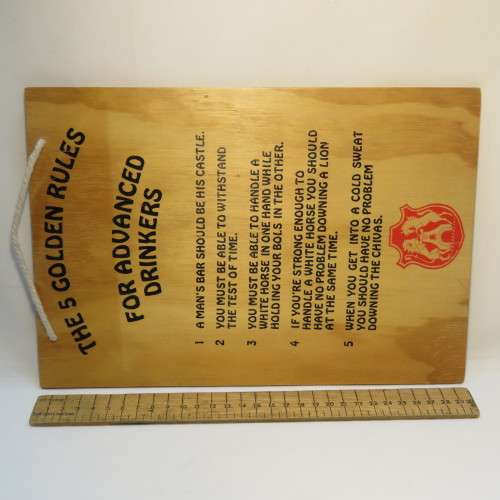 THE 5 GOLDEN RULES
FOR ADVANCED
DRINKERS
1 A MAN'S BAR SHOULD BE HIS CASTLE.
2 YOU MUST BE ABLE TO WITHSTAND
THE TEST OF TIME.
3 YOU MUST BE ABLE TO HANDLE A
WHITE HORSE IN ONE HAND WHILE
HOLDING YOUR BOLS IN THE OTHER.
4 IF YOU'RE STRONG ENOUGH TO
HANDLE A WHITE HORSE YOU SHOULD
HAVE NO PROBLEM DOWNING A LION
AT THE SAME TIME.
5 WHEN YOU GET INTO A COLD SWEAT
YOU SHOULD HAVE NO PROBLEM
DOWNING THE CHIVAS.